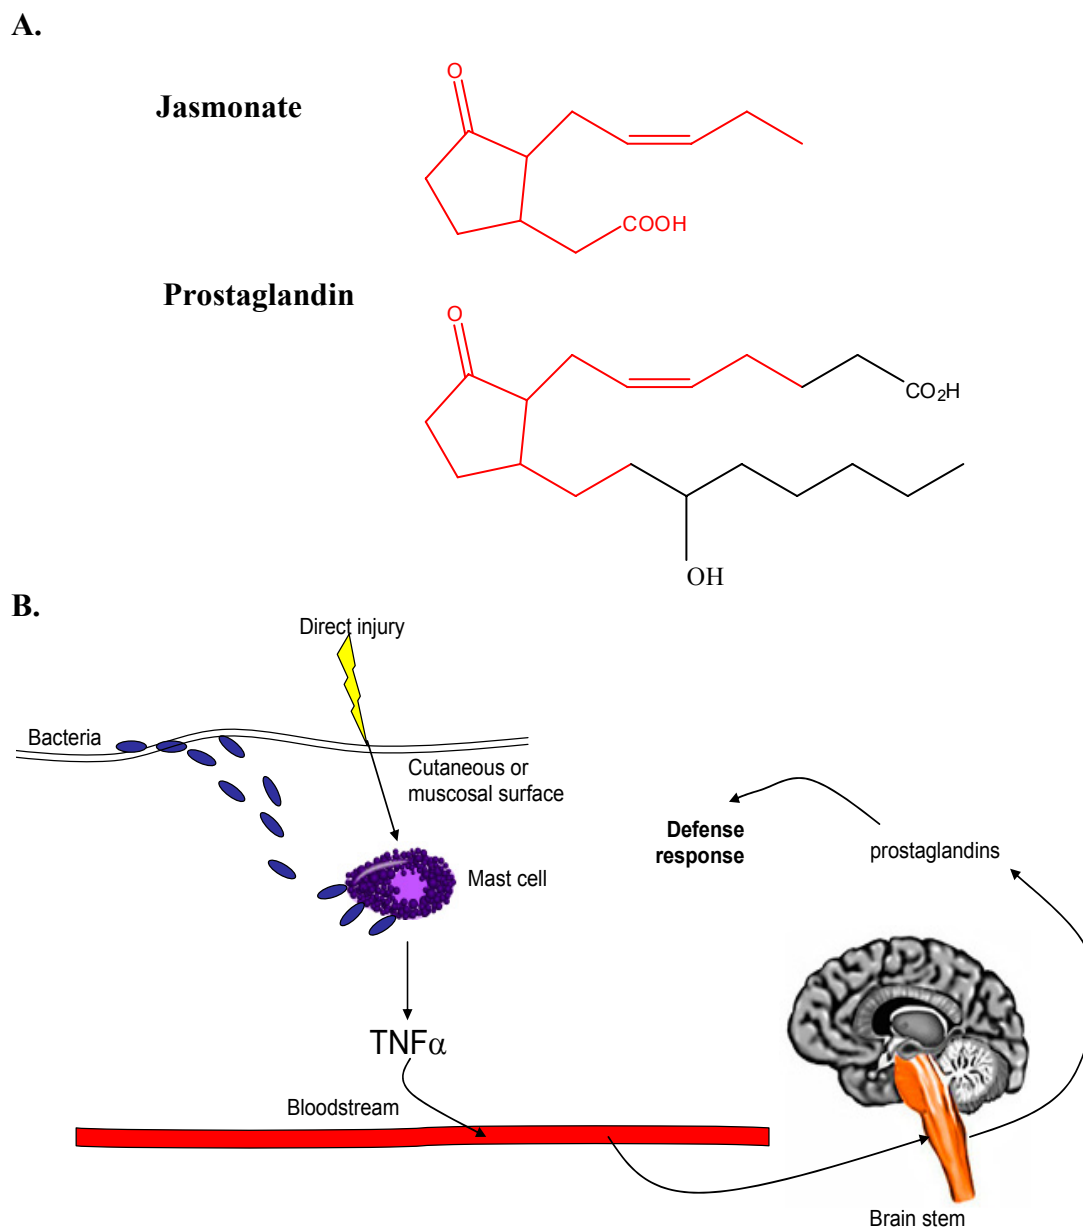 A.
O
Jasmonate
COOH
Prostaglandin
O
CO₂H
OH
B.
Direct injury
Bacteria
Cutaneous or
muscosal surface
Defense
response
prostaglandins
Mast cell
TNFα
Bloodstream
Brain stem